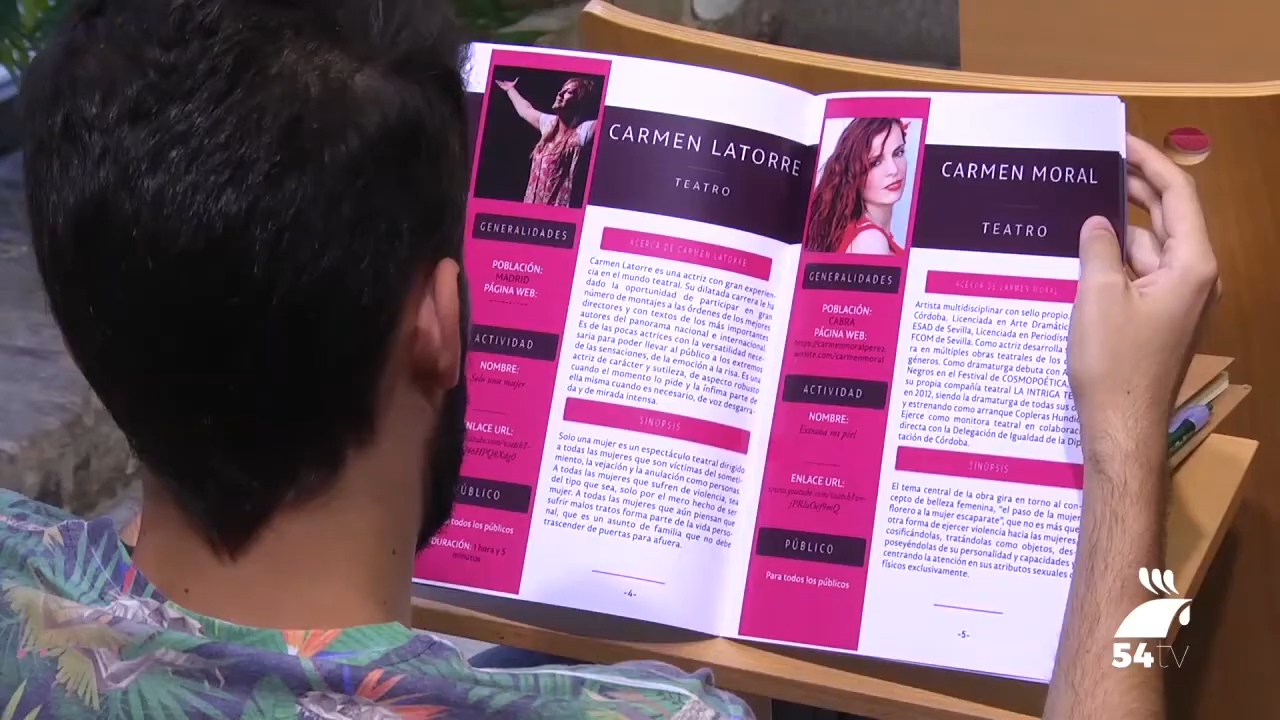 CARMEN LATORRE
TEATRO
GENERALIDADES
POBLACIÓN:
MADRID
PÁGINA WEB:
ACTIVIDAD
NOMBRE:
Solo una mujer
ENLACE URL:
PÚBLICO
todos los públicos
DURACIÓN: 1 hora y 5
minutos
ACERCA DE CARMEN LATORRE
Carmen Latorre es una actriz con gran experien-
cia en el mundo teatral. Su dilatada carrera le ha
dado la oportunidad de participar en gran
número de montajes a las órdenes de los mejores
directores y con textos de los más importantes
autores del panorama nacional e internacional.
Es de las pocas actrices con la versatilidad nece-
saria para poder llevar al público a los extremos
de las sensaciones, de la emoción a la risa. Es una
actriz de carácter y sutileza, de aspecto robusto
cuando el momento lo pide y la ínfima parte de
ella misma cuando es necesario, de voz desgarra-
da y de mirada intensa.
SINOPSIS
Solo una mujer es un espectáculo teatral dirigido
a todas las mujeres que son víctimas del someti-
miento, la vejación y la anulación como personas.
A todas las mujeres que sufren de violencia, sea
del tipo que sea, solo por el mero hecho de ser
mujer. A todas las mujeres que aún piensan que
sufrir malos tratos forma parte de la vida perso-
nal, que es un asunto de familia que no debe
trascender de puertas para afuera.
-4-
CARMEN MORAL
TEATRO
GENERALIDADES
POBLACIÓN:
CABRA
PÁGINA WEB:
https://carmenmoralperez.
wixsite.com/carmenmoral
ACTIVIDAD
NOMBRE:
Extraña mi piel
ENLACE URL:
PÚBLICO
Para todos los públicos
ACERCA DE CARMEN MORAL
Artista multidisciplinar con sello propio
Córdoba. Licenciada en Arte Dramátic
ESAD de Sevilla, Licenciada en Periodism
FCOM de Sevilla. Como actriz desarrolla s
ra en múltiples obras teatrales de los
géneros. Como dramaturga debuta con A
Negros en el Festival de COSMOPOÉTICA.
su propia compañía teatral LA INTRIGA TE
en 2012, siendo la dramaturga de todas sus o
y estrenando como arranque Copleras Hundi
Ejerce como monitora teatral en colaborac
directa con la Delegación de Igualdad de la Dip
tación de Córdoba.
SINOPSIS
El tema central de la obra gira en torno al con-
cepto de belleza femenina, "el paso de la mujer
florero a la mujer escaparate", que no es más que
otra forma de ejercer violencia hacia las mujeres
cosificándolas, tratándolas como objetos, des-
poseyéndolas de su personalidad y capacidades y
centrando la atención en sus atributos sexuales o
físicos exclusivamente.
-5-
54tv